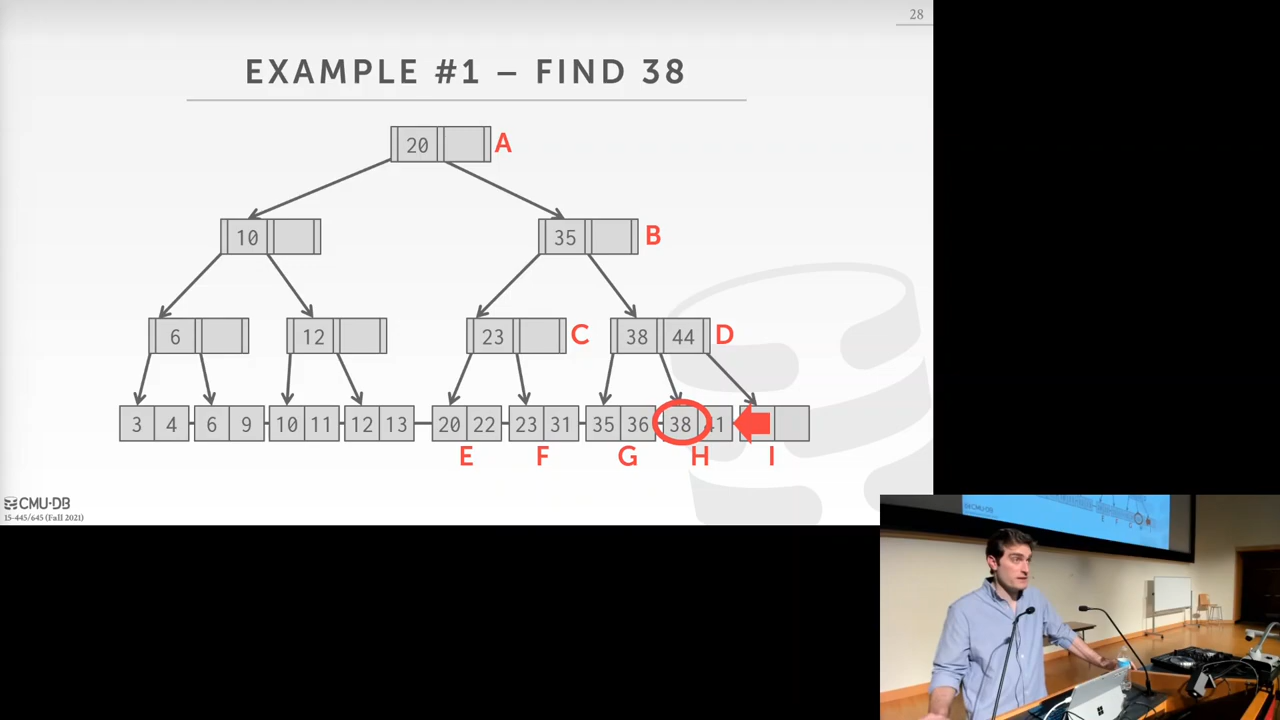 28
EXAMPLE #1 – FIND 38
20 A
10 35 B
6 12 23 C 38 44 D
3 4 6 9 10 11 12 13 20 22 23 31 35 36 38 41
E F G H I
CMU·DB
15-445/645 (Fall 2021)